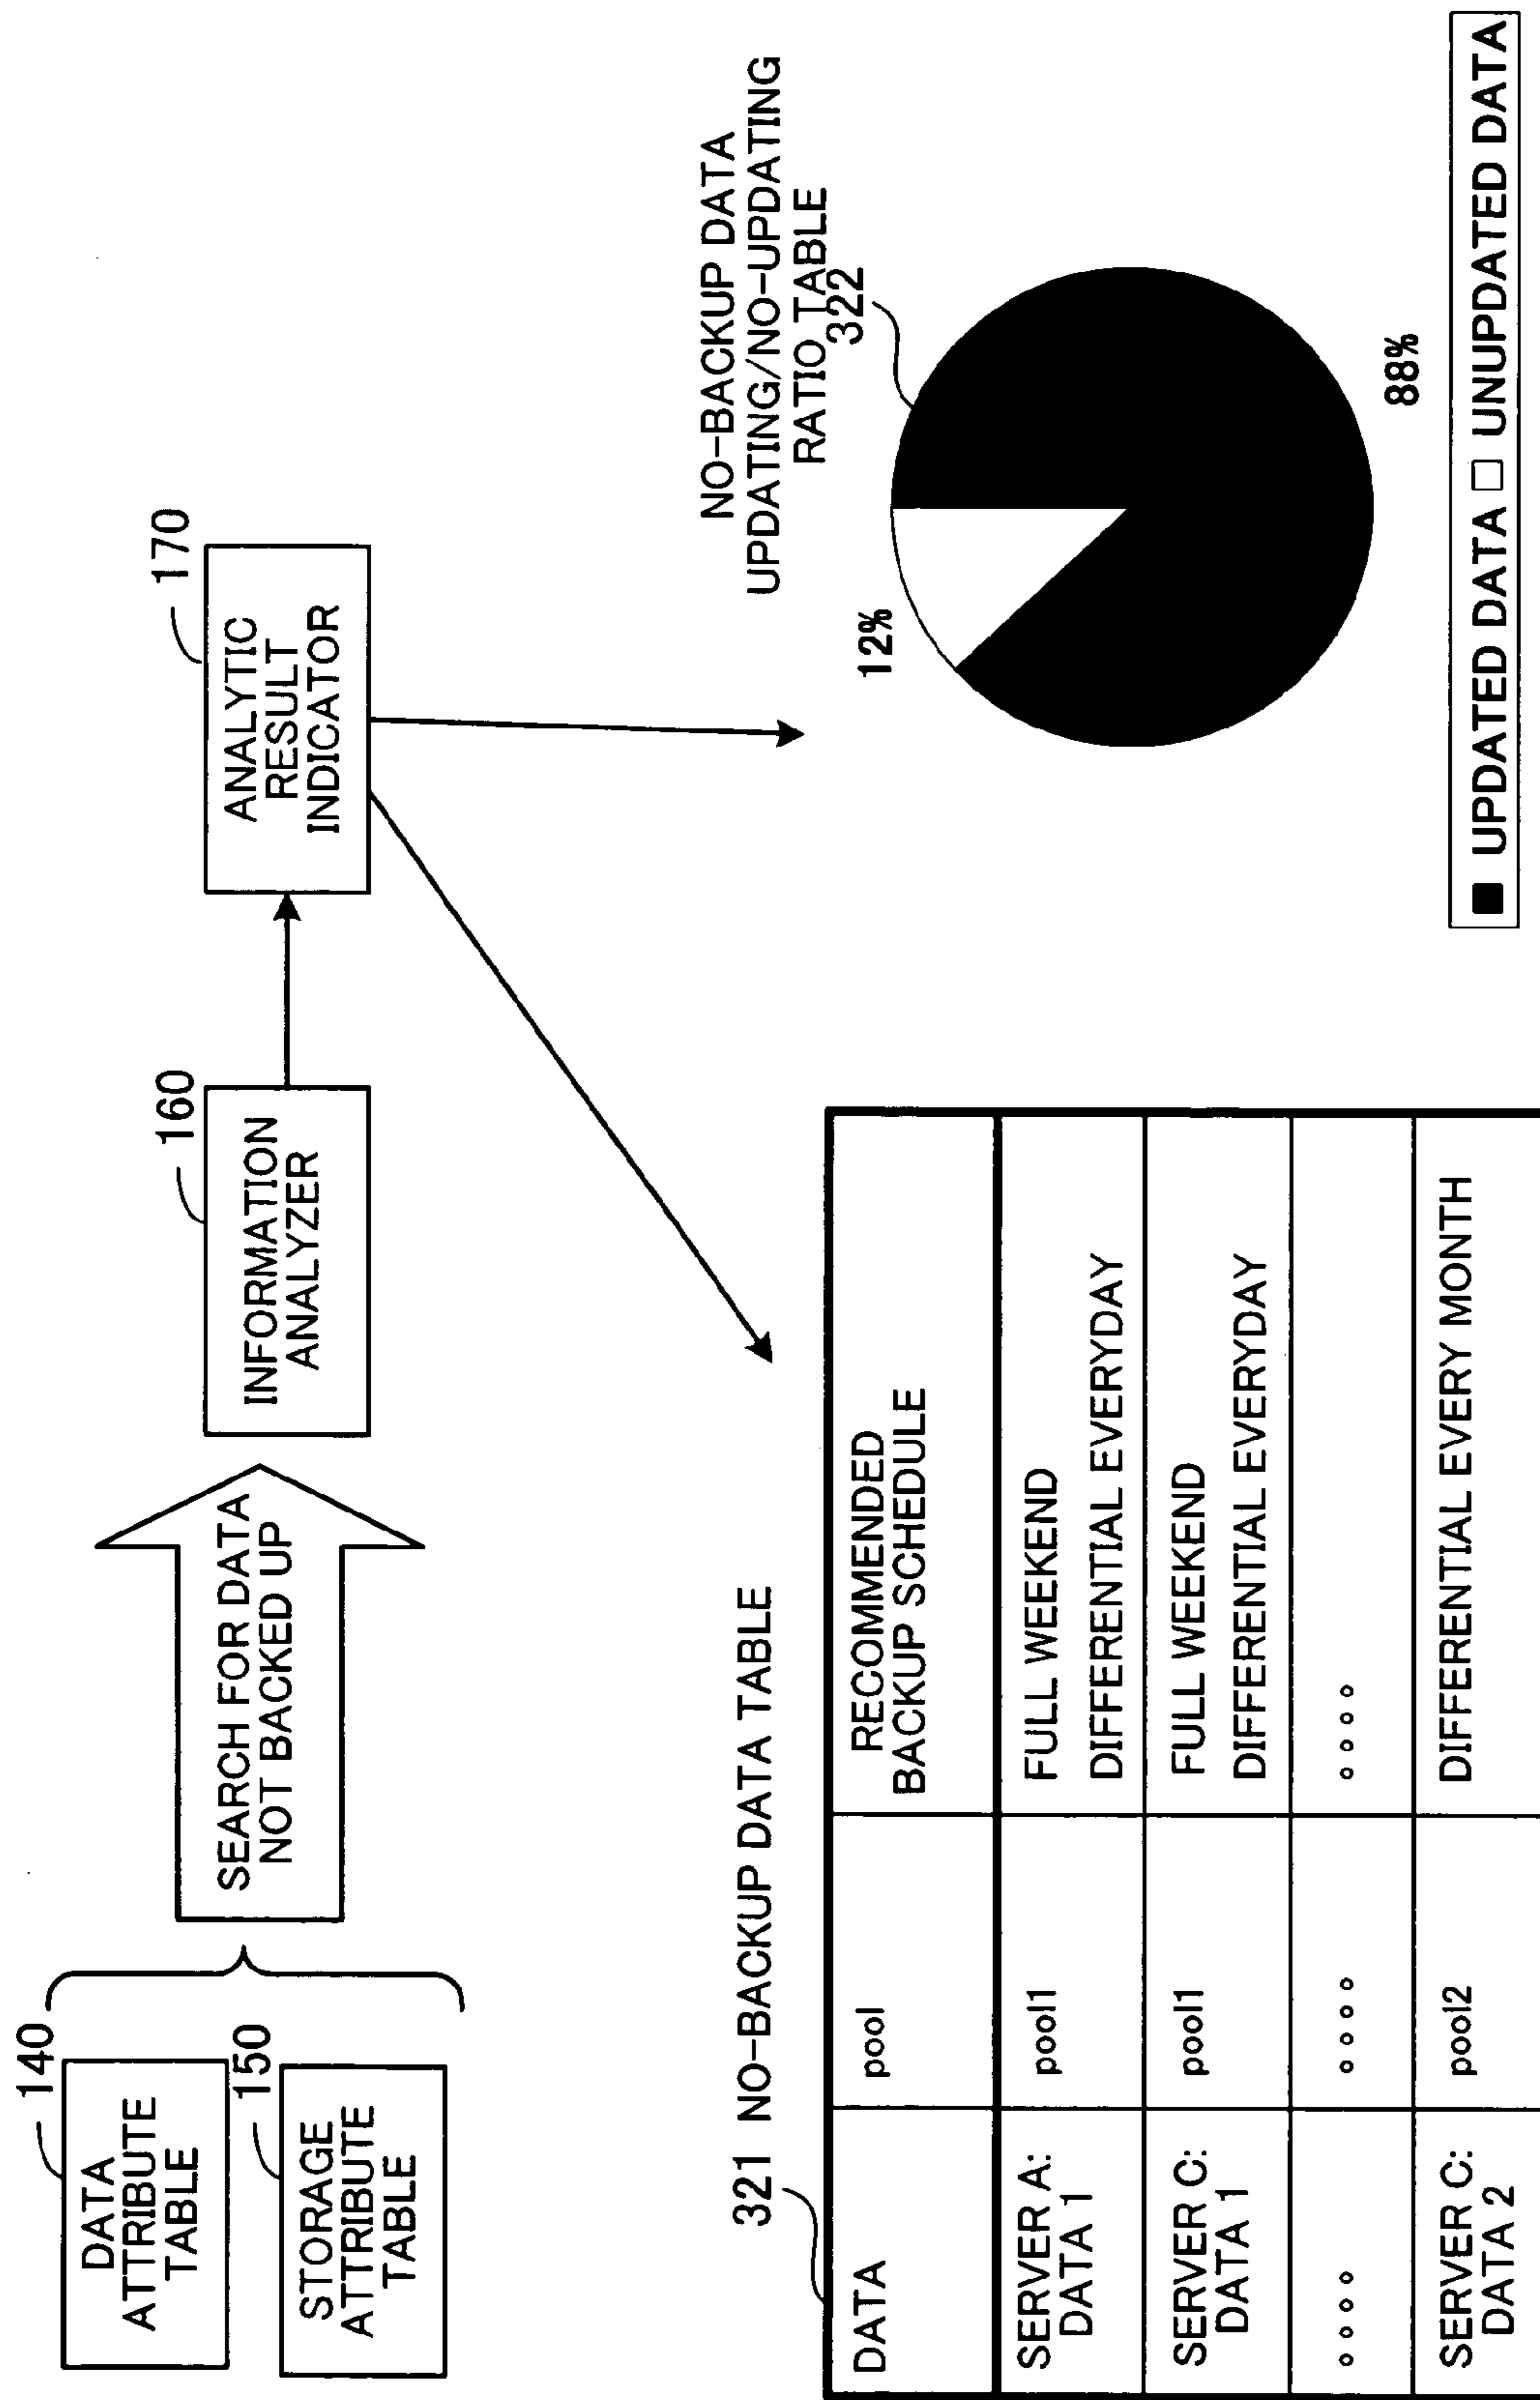 140
DATA
ATTRIBUTE
TABLE
150
STORAGE
ATTRIBUTE
TABLE
SEARCH FOR DATA
NOT BACKED UP
160
INFORMATION
ANALYZER
170
ANALYTIC
RESULT
INDICATOR
321 NO-BACKUP DATA TABLE
DATA
pool
RECOMMENDED
BACKUP SCHEDULE
SERVER A:
DATA 1
pool1
FULL WEEKEND
DIFFERENTIAL EVERYDAY
SERVER C:
DATA 1
pool1
FULL WEEKEND
DIFFERENTIAL EVERYDAY
SERVER C:
DATA 2
pool2
DIFFERENTIAL EVERY MONTH
NO-BACKUP DATA
UPDATING/NO-UPDATING
RATIO TABLE
322
12%
88%
UPDATED DATA UNUPDATED DATA